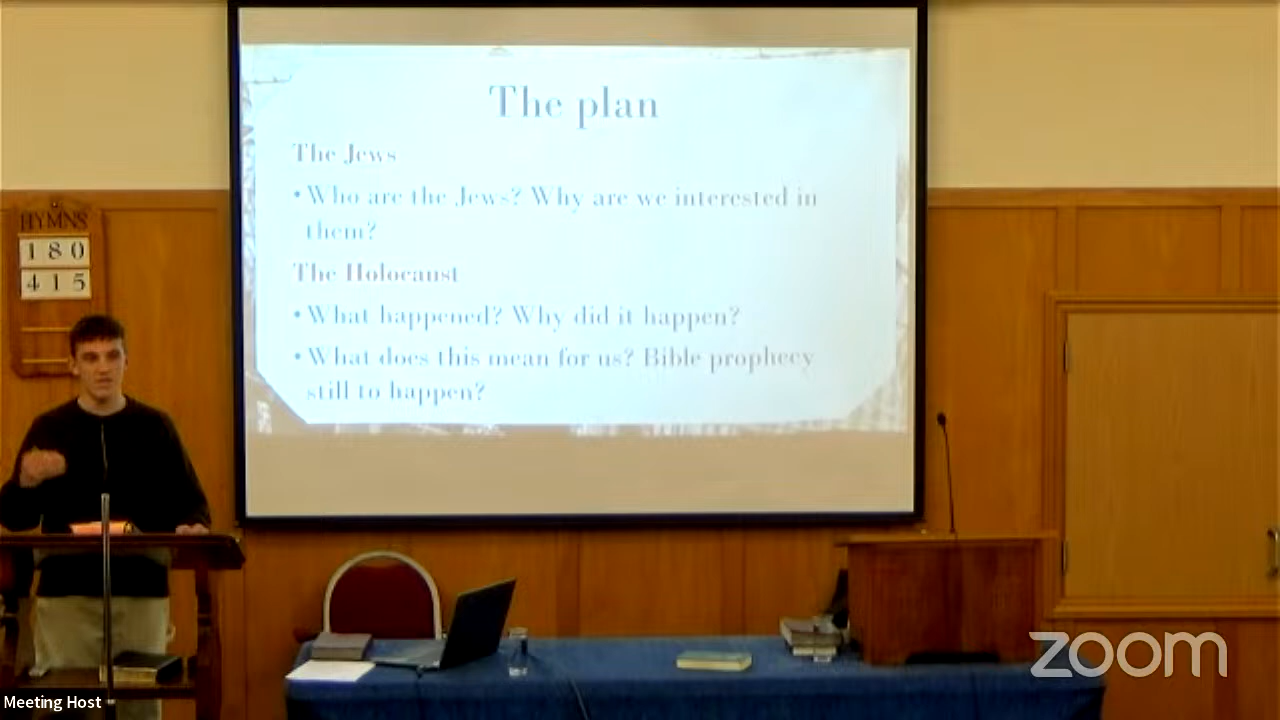 The plan
The Jews
• Who are the Jews? Why are we interested in
them?
The Holocaust
• What happened? Why did it happen?
• What does this mean for us? Bible prophecy
still to happen?
HYMNS
180
415
zoom
Meeting Host